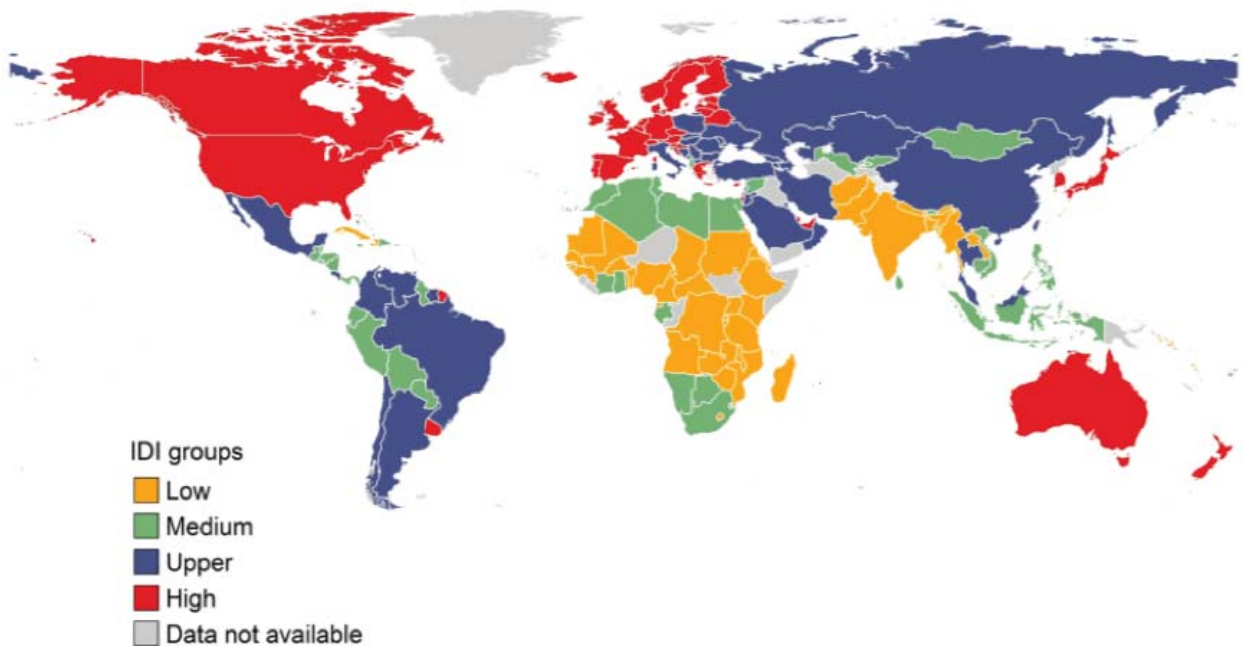 IDI groups
Low
Medium
Upper
High
Data not available